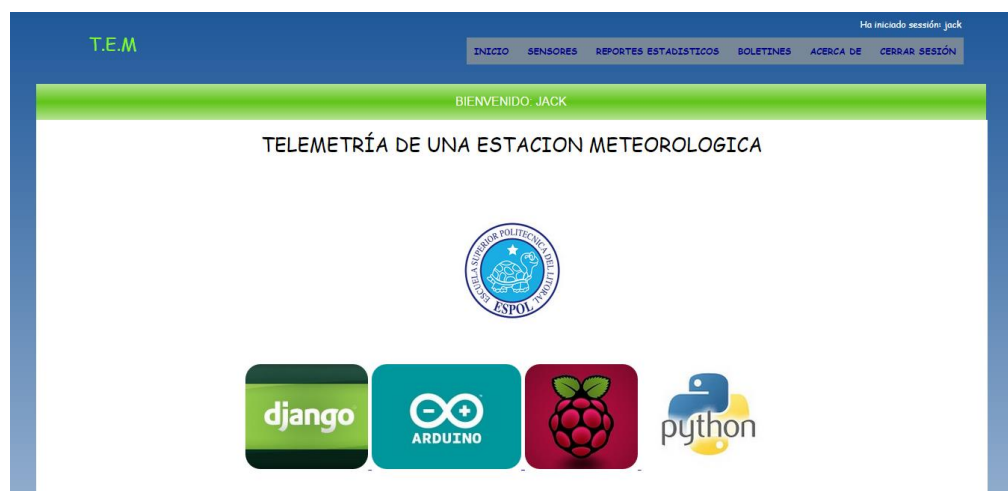 Ha iniciado sessión: jack
T.E.M
INICIO SENSORES REPORTES ESTADISTICOS BOLETINES ACERCA DE CERRAR SESIÓN
BIENVENIDO: JACK
TELEMETRÍA DE UNA ESTACION METEOROLOGICA
ESCUELA SUPERIOR POLITECNICA DEL LITORAL
ESPOL
django
ARDUINO
python